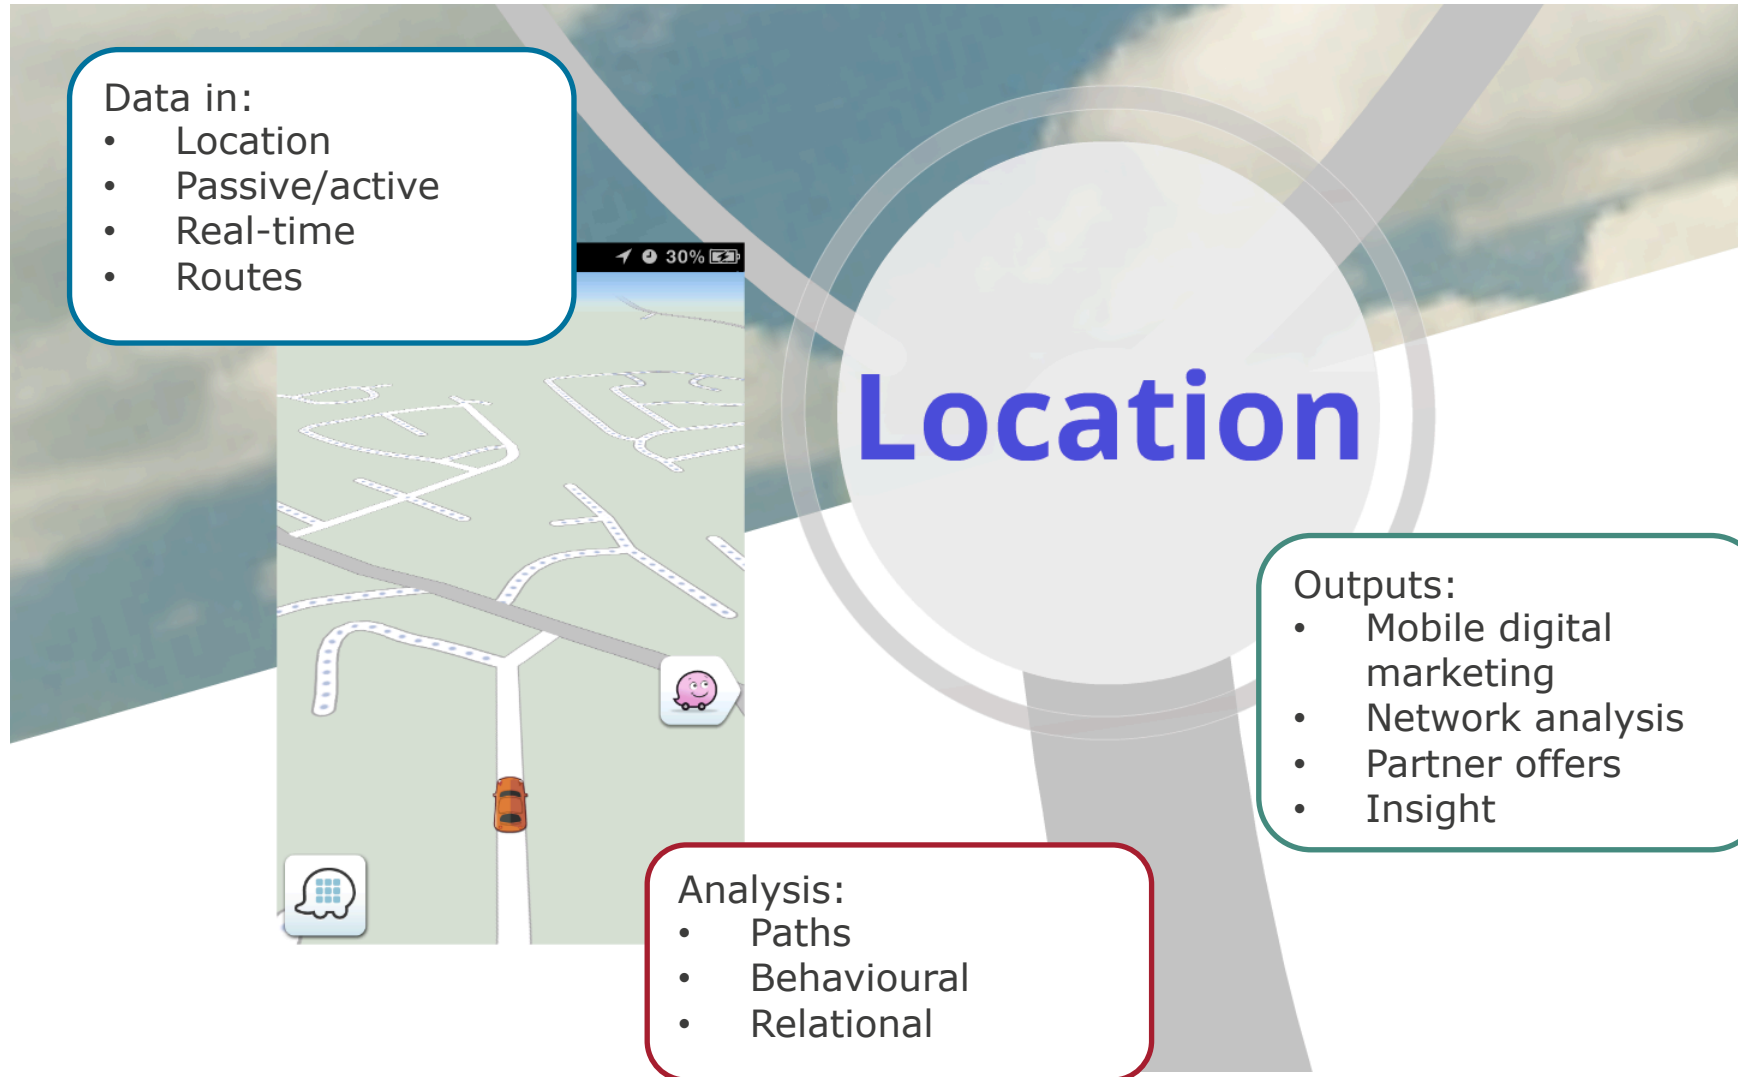 Data in:
• Location
• Passive/active
• Real-time
• Routes
30%
Location
Outputs:
• Mobile digital
marketing
• Network analysis
• Partner offers
• Insight
Analysis:
• Paths
• Behavioural
• Relational